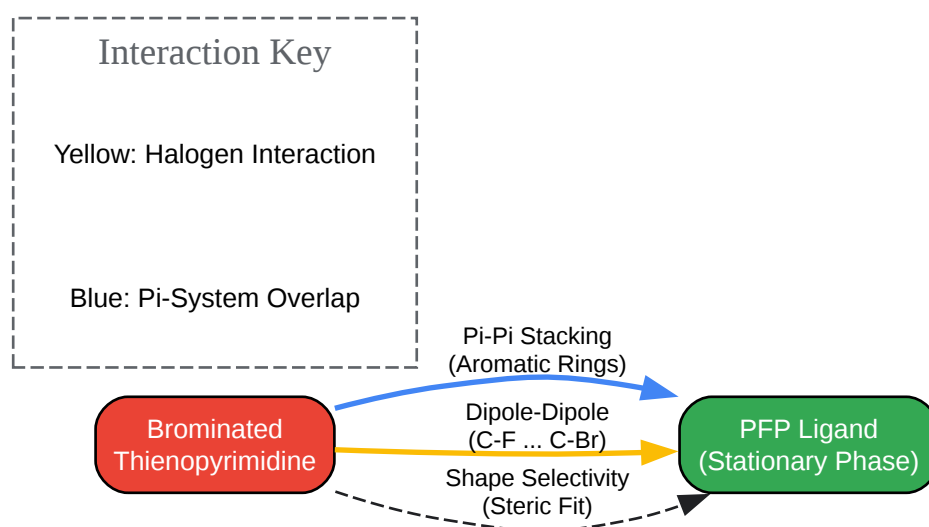 Interaction Key
Yellow: Halogen Interaction
Blue: Pi-System Overlap
Pi-Pi Stacking
(Aromatic Rings)
Brominated
Thienopyrimidine
Dipole-Dipole
(C-F ... C-Br)
PFP Ligand
(Stationary Phase)
Shape Selectivity
(Steric Fit)